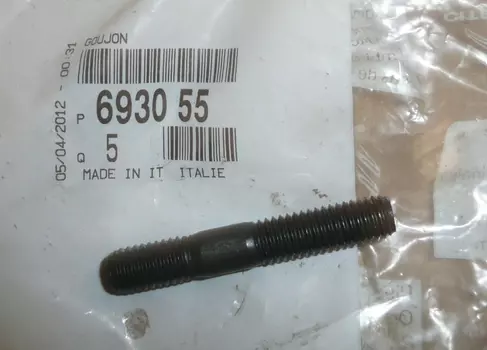 GOUJON
P 6930 55
Q 5
MADE IN IT ITALIE
05/04/2012 - 00:31